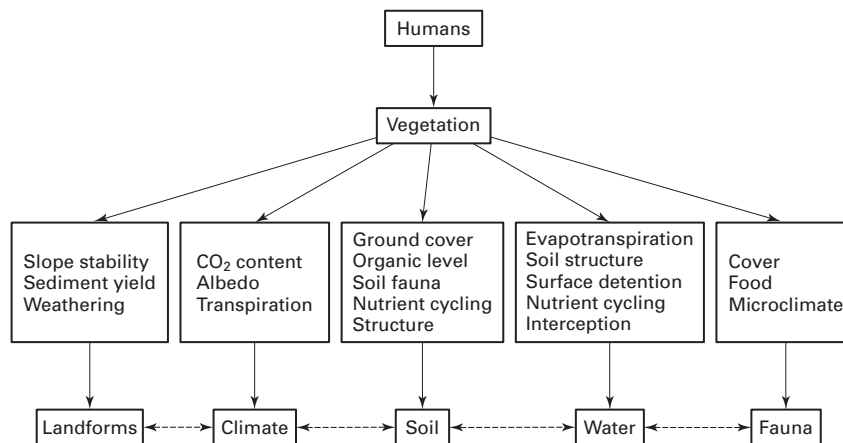 Humans
Vegetation
Slope stability
Sediment yield
Weathering
CO₂ content
Albedo
Transpiration
Ground cover
Organic level
Soil fauna
Nutrient cycling
Structure
Evapotranspiration
Soil structure
Surface detention
Nutrient cycling
Interception
Cover
Food
Microclimate
Landforms
Climate
Soil
Water
Fauna